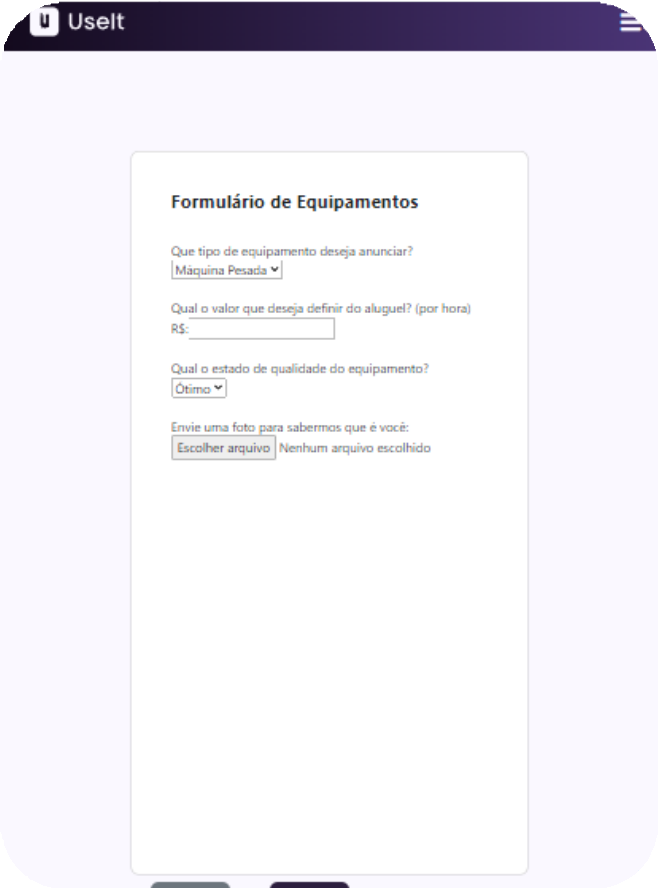 u UseIt
Formulário de Equipamentos
Que tipo de equipamento deseja anunciar?
Máquina Pesada
Qual o valor que deseja definir do aluguel? (por hora)
R$:
Qual o estado de qualidade do equipamento?
Ótimo
Envie uma foto para sabermos que é você:
Escolher arquivo Nenhum arquivo escolhido